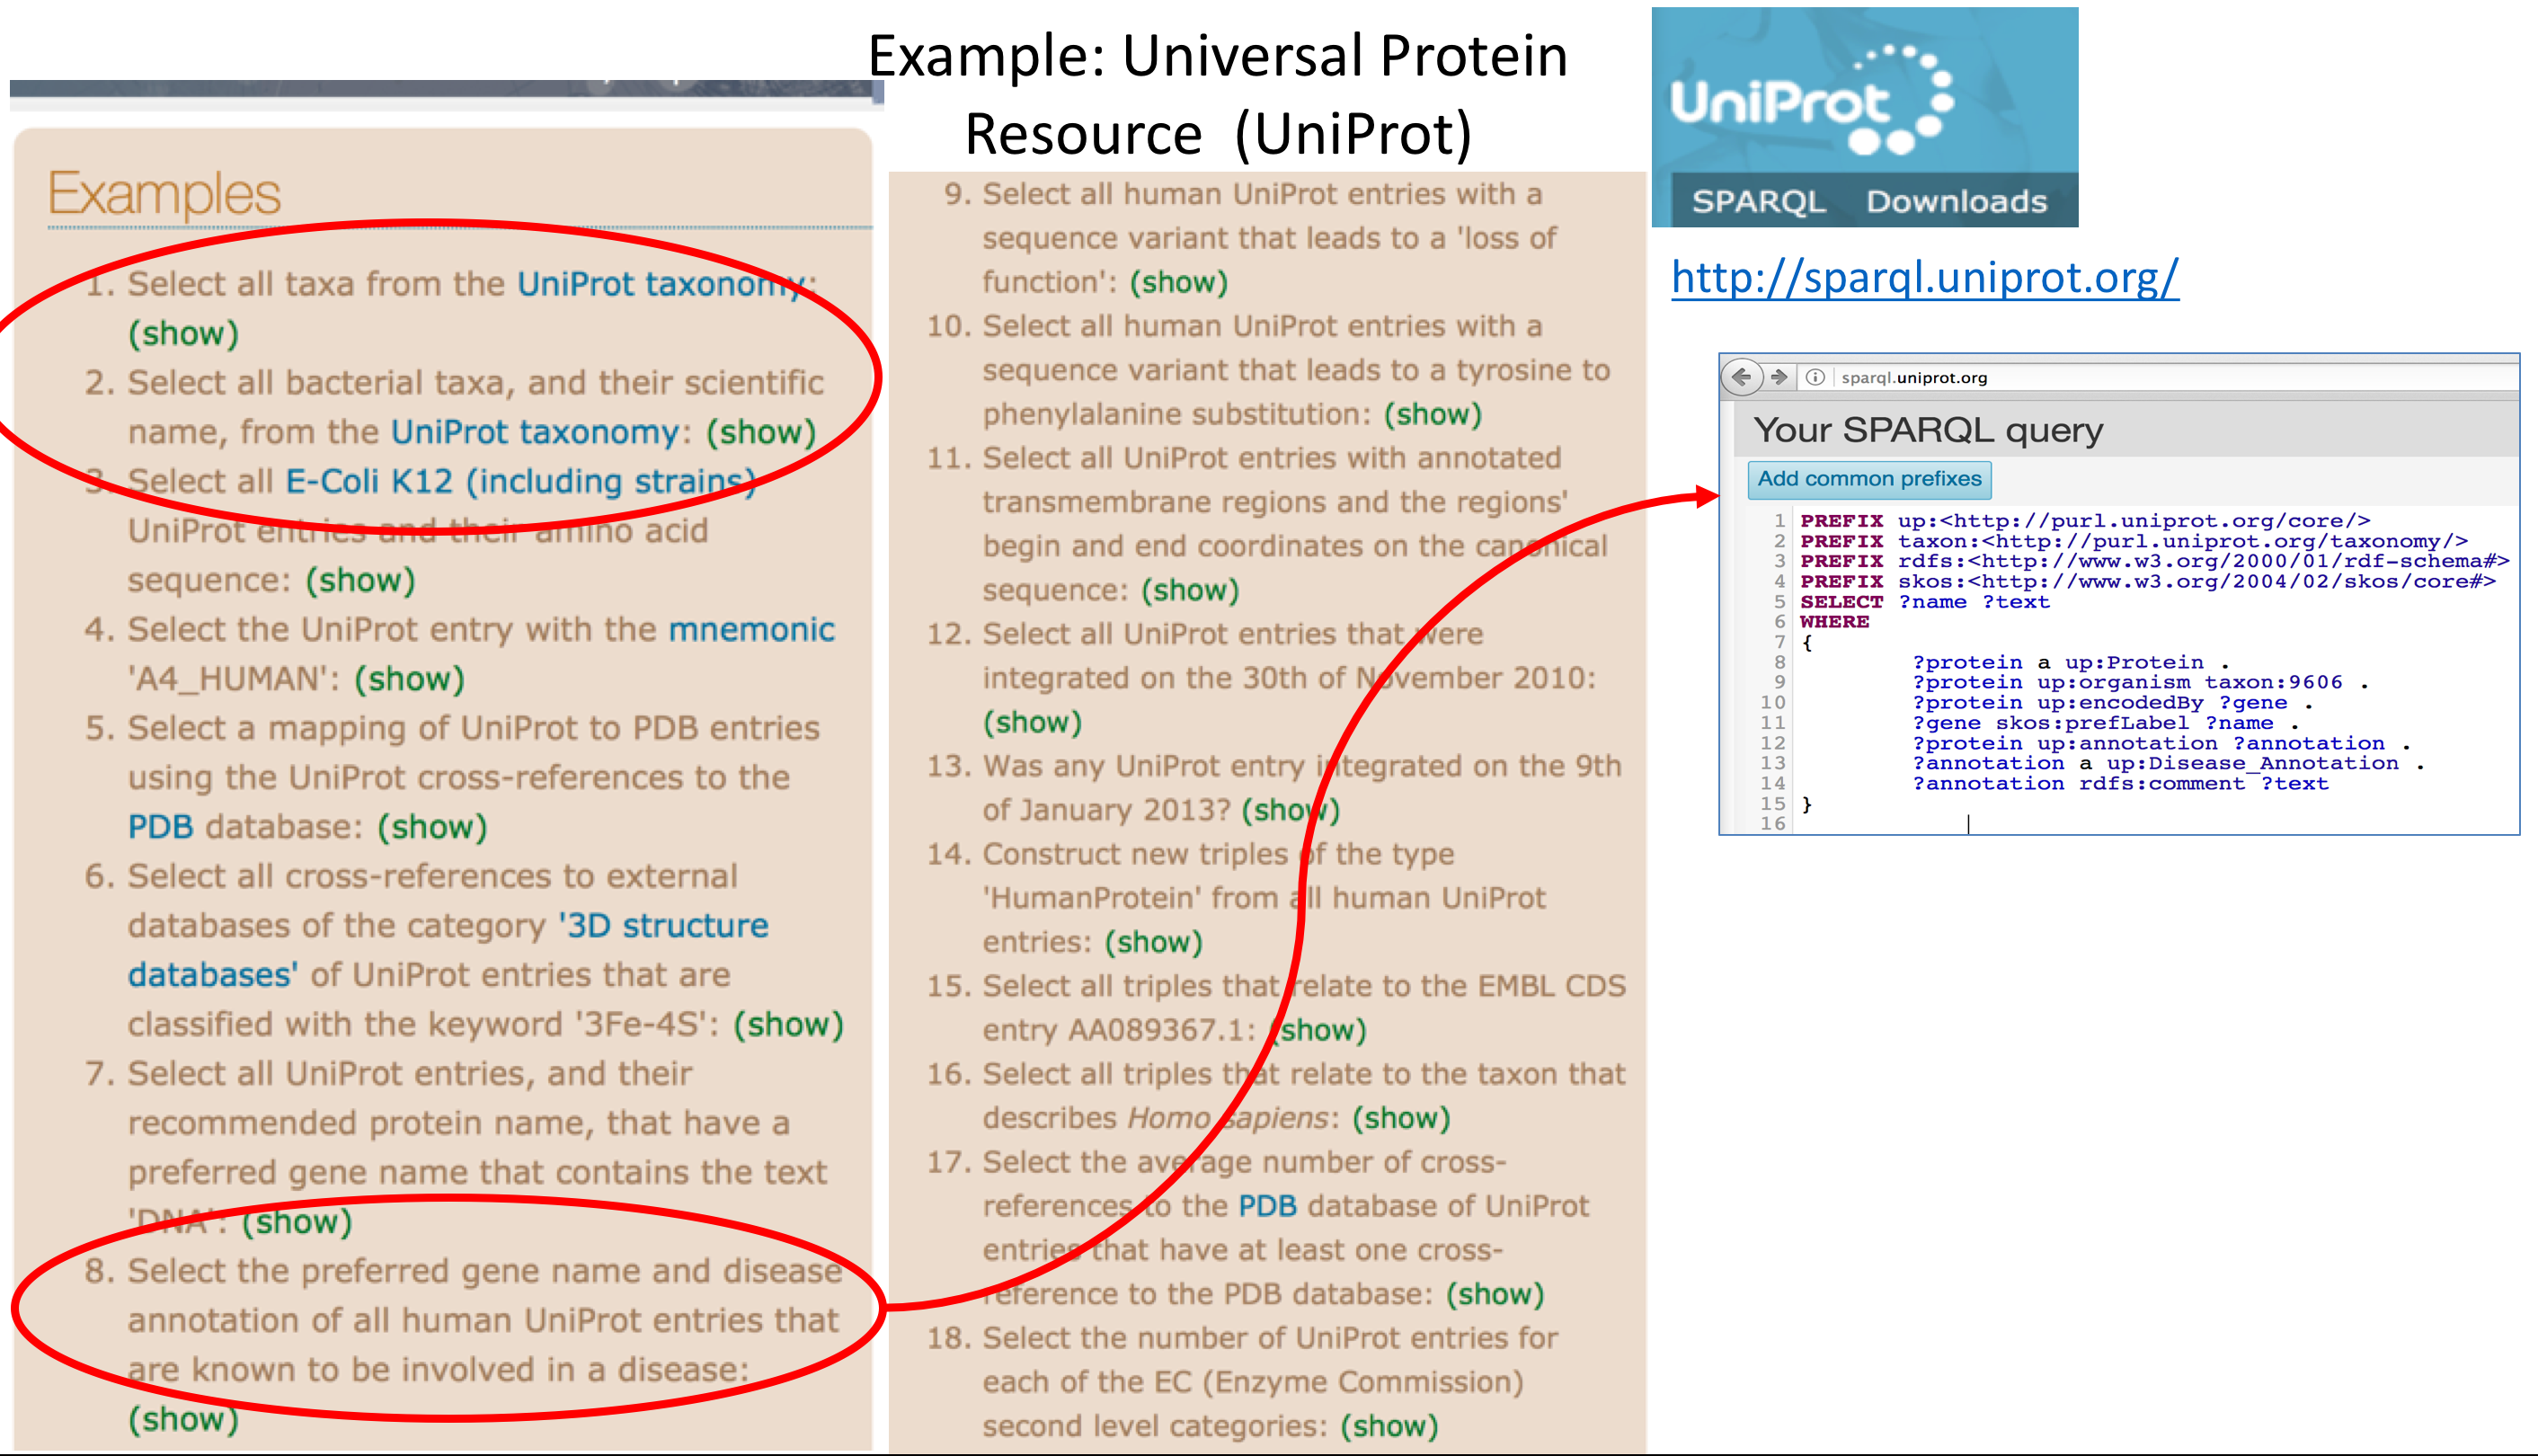 Example: Universal Protein
Resource (UniProt)
Examples
1. Select all taxa from the UniProt taxonomy:
(show)
2. Select all bacterial taxa, and their scientific
name, from the UniProt taxonomy: (show)
3. Select all E-Coli K12 (including strains)
UniProt entries and their amino acid
sequence: (show)
4. Select the UniProt entry with the mnemonic
'A4_HUMAN': (show)
5. Select a mapping of UniProt to PDB entries
using the UniProt cross-references to the
PDB database: (show)
6. Select all cross-references to external
databases of the category '3D structure
databases' of UniProt entries that are
classified with the keyword '3Fe-4S': (show)
7. Select all UniProt entries, and their
recommended protein name, that have a
preferred gene name that contains the text
'DNA': (show)
8. Select the preferred gene name and disease
annotation of all human UniProt entries that
are known to be involved in a disease:
(show)
9. Select all human UniProt entries with a
sequence variant that leads to a 'loss of
function': (show)
10. Select all human UniProt entries with a
sequence variant that leads to a tyrosine to
phenylalanine substitution: (show)
11. Select all UniProt entries with annotated
transmembrane regions and the regions'
begin and end coordinates on the canonical
sequence: (show)
12. Select all UniProt entries that were
integrated on the 30th of November 2010:
(show)
13. Was any UniProt entry integrated on the 9th
of January 2013? (show)
14. Construct new triples of the type
'HumanProtein' from all human UniProt
entries: (show)
15. Select all triples that relate to the EMBL CDS
entry AA089367.1: (show)
16. Select all triples that relate to the taxon that
describes Homo sapiens: (show)
17. Select the average number of cross-
references to the PDB database of UniProt
entries that have at least one cross-
reference to the PDB database: (show)
18. Select the number of UniProt entries for
each of the EC (Enzyme Commission)
second level categories: (show)
UniProt
SPARQL Downloads
http://sparql.uniprot.org/
sparql.uniprot.org
Your SPARQL query
Add common prefixes
1 PREFIX up:<http://purl.uniprot.org/core/>
2 PREFIX taxon:<http://purl.uniprot.org/taxonomy/>
3 PREFIX rdfs:<http://www.w3.org/2000/01/rdf-schema#>
4 PREFIX skos:<http://www.w3.org/2004/02/skos/core#>
5 SELECT ?name ?text
6 WHERE
7 {
8 ?protein a up:Protein .
9 ?protein up:organism taxon:9606 .
10 ?protein up:encodedBy ?gene .
11 ?gene skos:prefLabel ?name .
12 ?protein up:annotation ?annotation .
13 ?annotation a up:Disease_Annotation .
14 ?annotation rdfs:comment ?text
15 }
16